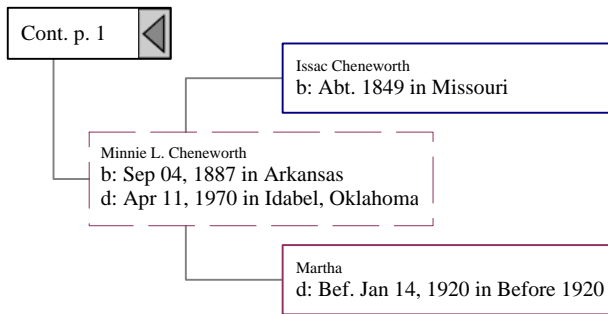 Cont. p. 1
Issac Cheneworth
b: Abt. 1849 in Missouri
Minnie L. Cheneworth
b: Sep 04, 1887 in Arkansas
d: Apr 11, 1970 in Idabel, Oklahoma
Martha
d: Bef. Jan 14, 1920 in Before 1920